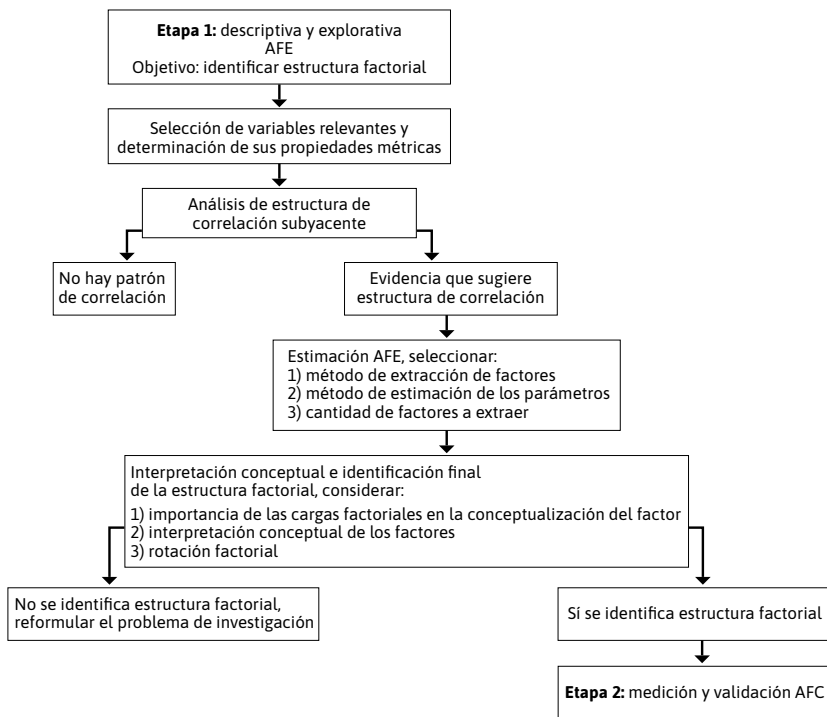 Etapa 1: descriptiva y explorativa
AFE
Objetivo: identificar estructura factorial
Selección de variables relevantes y
determinación de sus propiedades métricas
Análisis de estructura de
correlación subyacente
No hay patrón
de correlación
Evidencia que sugiere
estructura de correlación
Estimación AFE, seleccionar:
1) método de extracción de factores
2) método de estimación de los parámetros
3) cantidad de factores a extraer
Interpretación conceptual e identificación final
de la estructura factorial, considerar:
1) importancia de las cargas factoriales en la conceptualización del factor
2) interpretación conceptual de los factores
3) rotación factorial
No se identifica estructura factorial,
reformular el problema de investigación
Sí se identifica estructura factorial
Etapa 2: medición y validación AFC